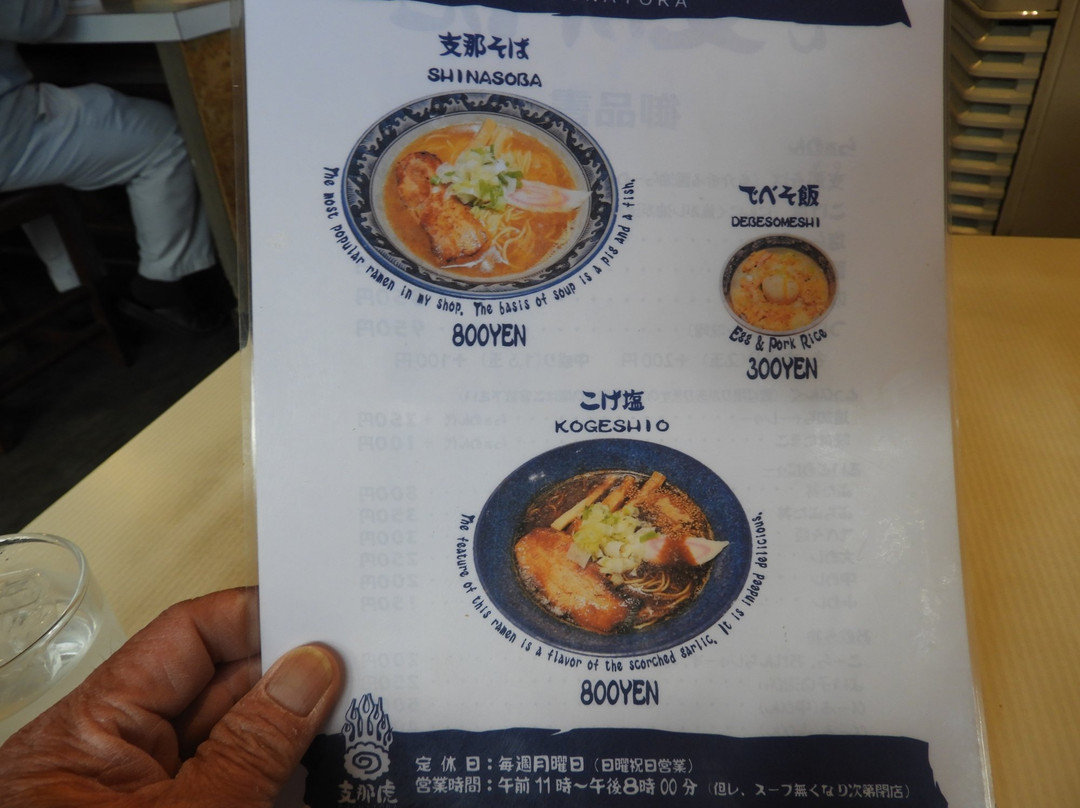 支那そば
SHINASOBA
The most popular ramen in my shop. The basis of soup is a pig and a fish.
800YEN
でべそ飯
DEBESOMESHI
Egg & Pork Rice
300YEN
こげ塩
KOGESHIO
The feature of this ramen is a flavor of the scorched garlic. It is indeed delicious.
800YEN
支那虎
定休日：毎週月曜日（日曜祝日営業）
営業時間：午前11時〜午後8時00分（但し、スープ無くなり次第閉店）